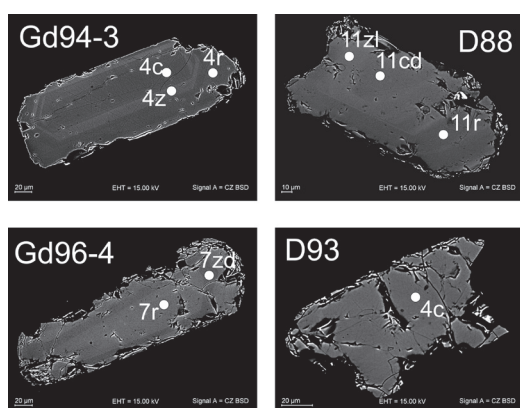 Gd94-3
4c
4r
4z
20 µm
EHT = 15.00 kV
Signal A = CZ BSD
D88
11zl
11cd
11r
10 µm
EHT = 15.00 kV
Signal A = CZ BSD
Gd96-4
7zd
7r
20 µm
EHT = 15.00 kV
Signal A = CZ BSD
D93
4c
20 µm
EHT = 15.00 kV
Signal A = CZ BSD